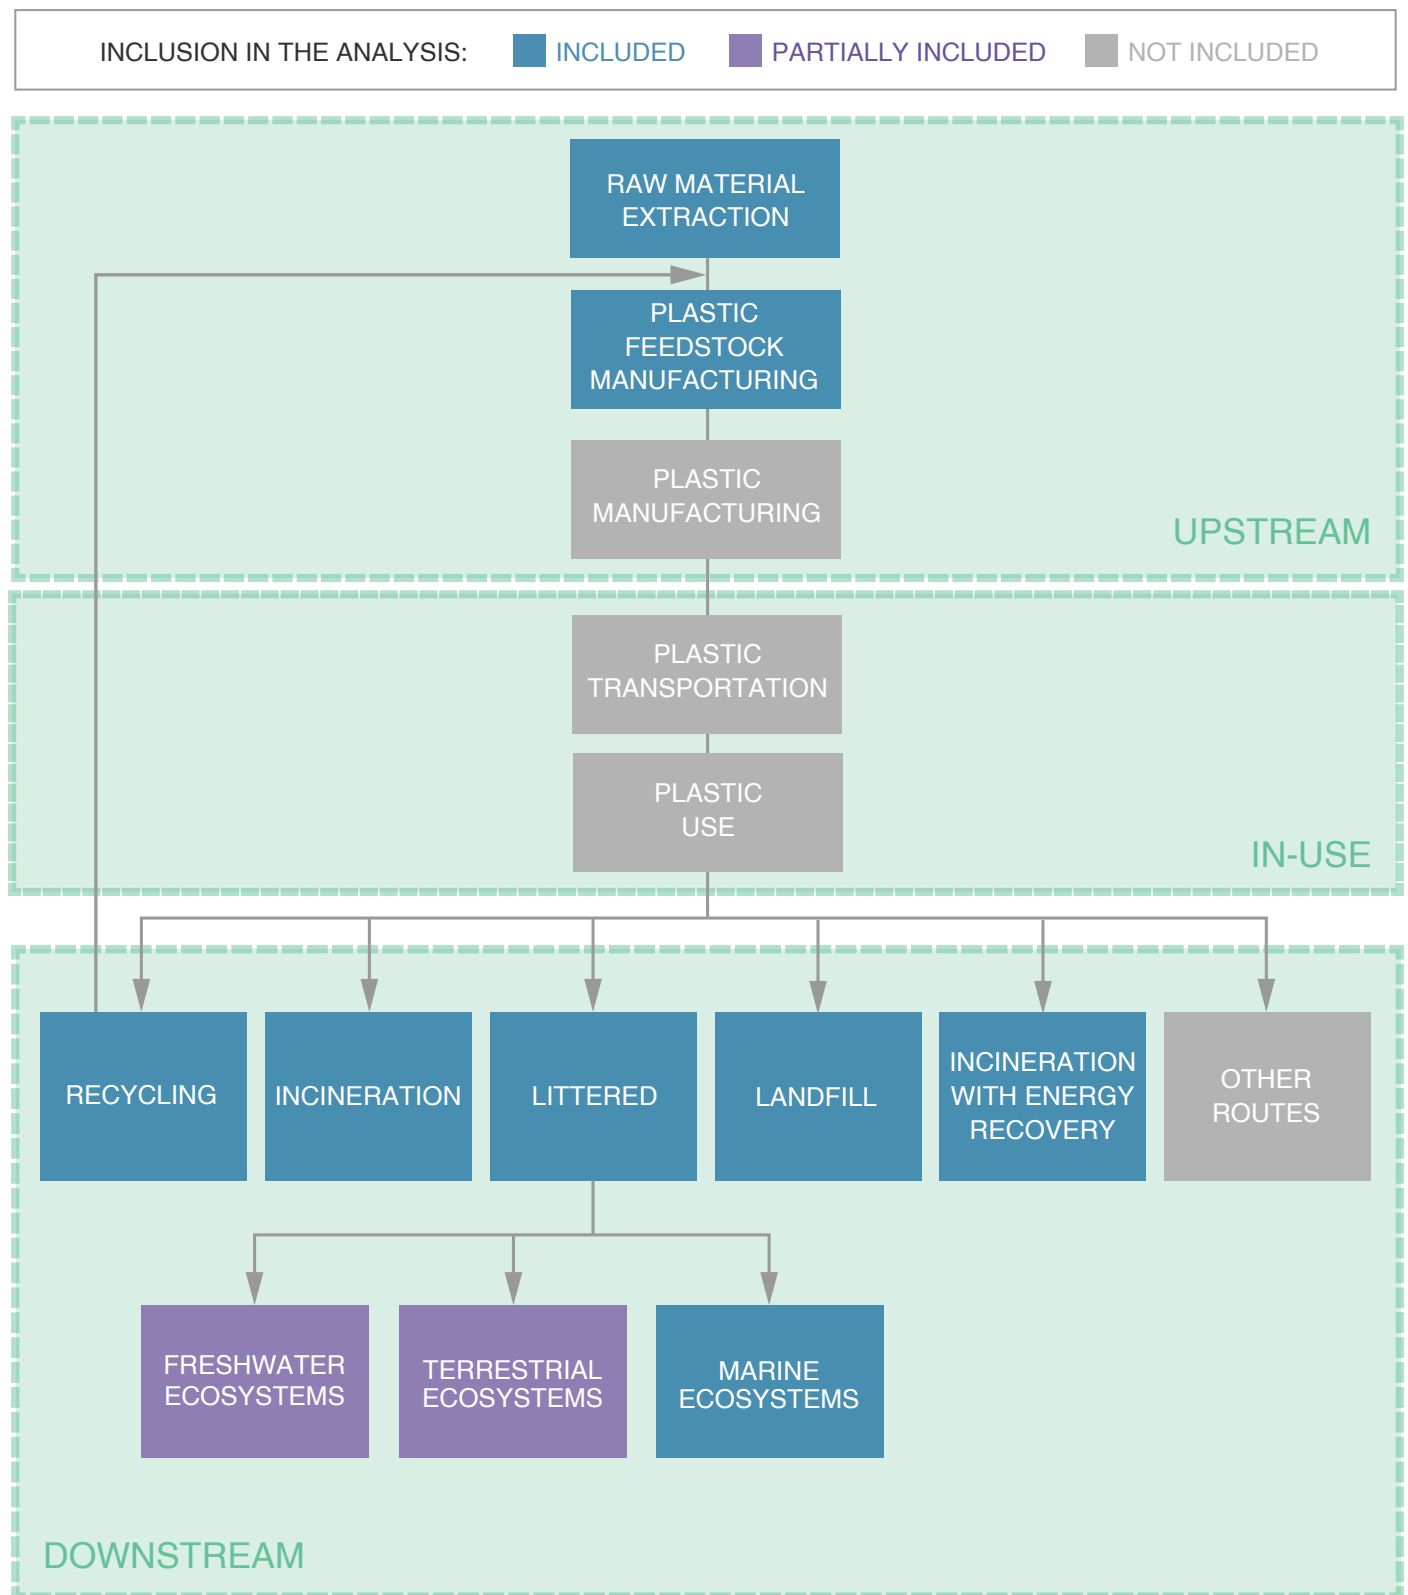 INCLUSION IN THE ANALYSIS: INCLUDED PARTIALLY INCLUDED NOT INCLUDED
RAW MATERIAL
EXTRACTION
PLASTIC
FEEDSTOCK
MANUFACTURING
PLASTIC
MANUFACTURING
UPSTREAM
PLASTIC
TRANSPORTATION
PLASTIC
USE
IN-USE
RECYCLING
INCINERATION
LITTERED
LANDFILL
INCINERATION
WITH ENERGY
RECOVERY
OTHER
ROUTES
FRESHWATER
ECOSYSTEMS
TERRESTRIAL
ECOSYSTEMS
MARINE
ECOSYSTEMS
DOWNSTREAM